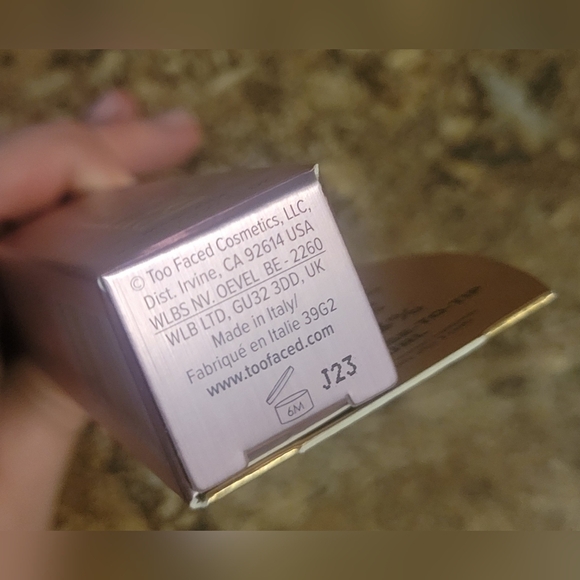 © Too Faced Cosmetics, LLC,
Dist. Irvine, CA 92614 USA
WLBS NV. OEVEL BE - 2260
WLB LTD, GU32 3DD, UK
Made in Italy/
Fabriqué en Italie 39G2
www.toofaced.com
6M
J23